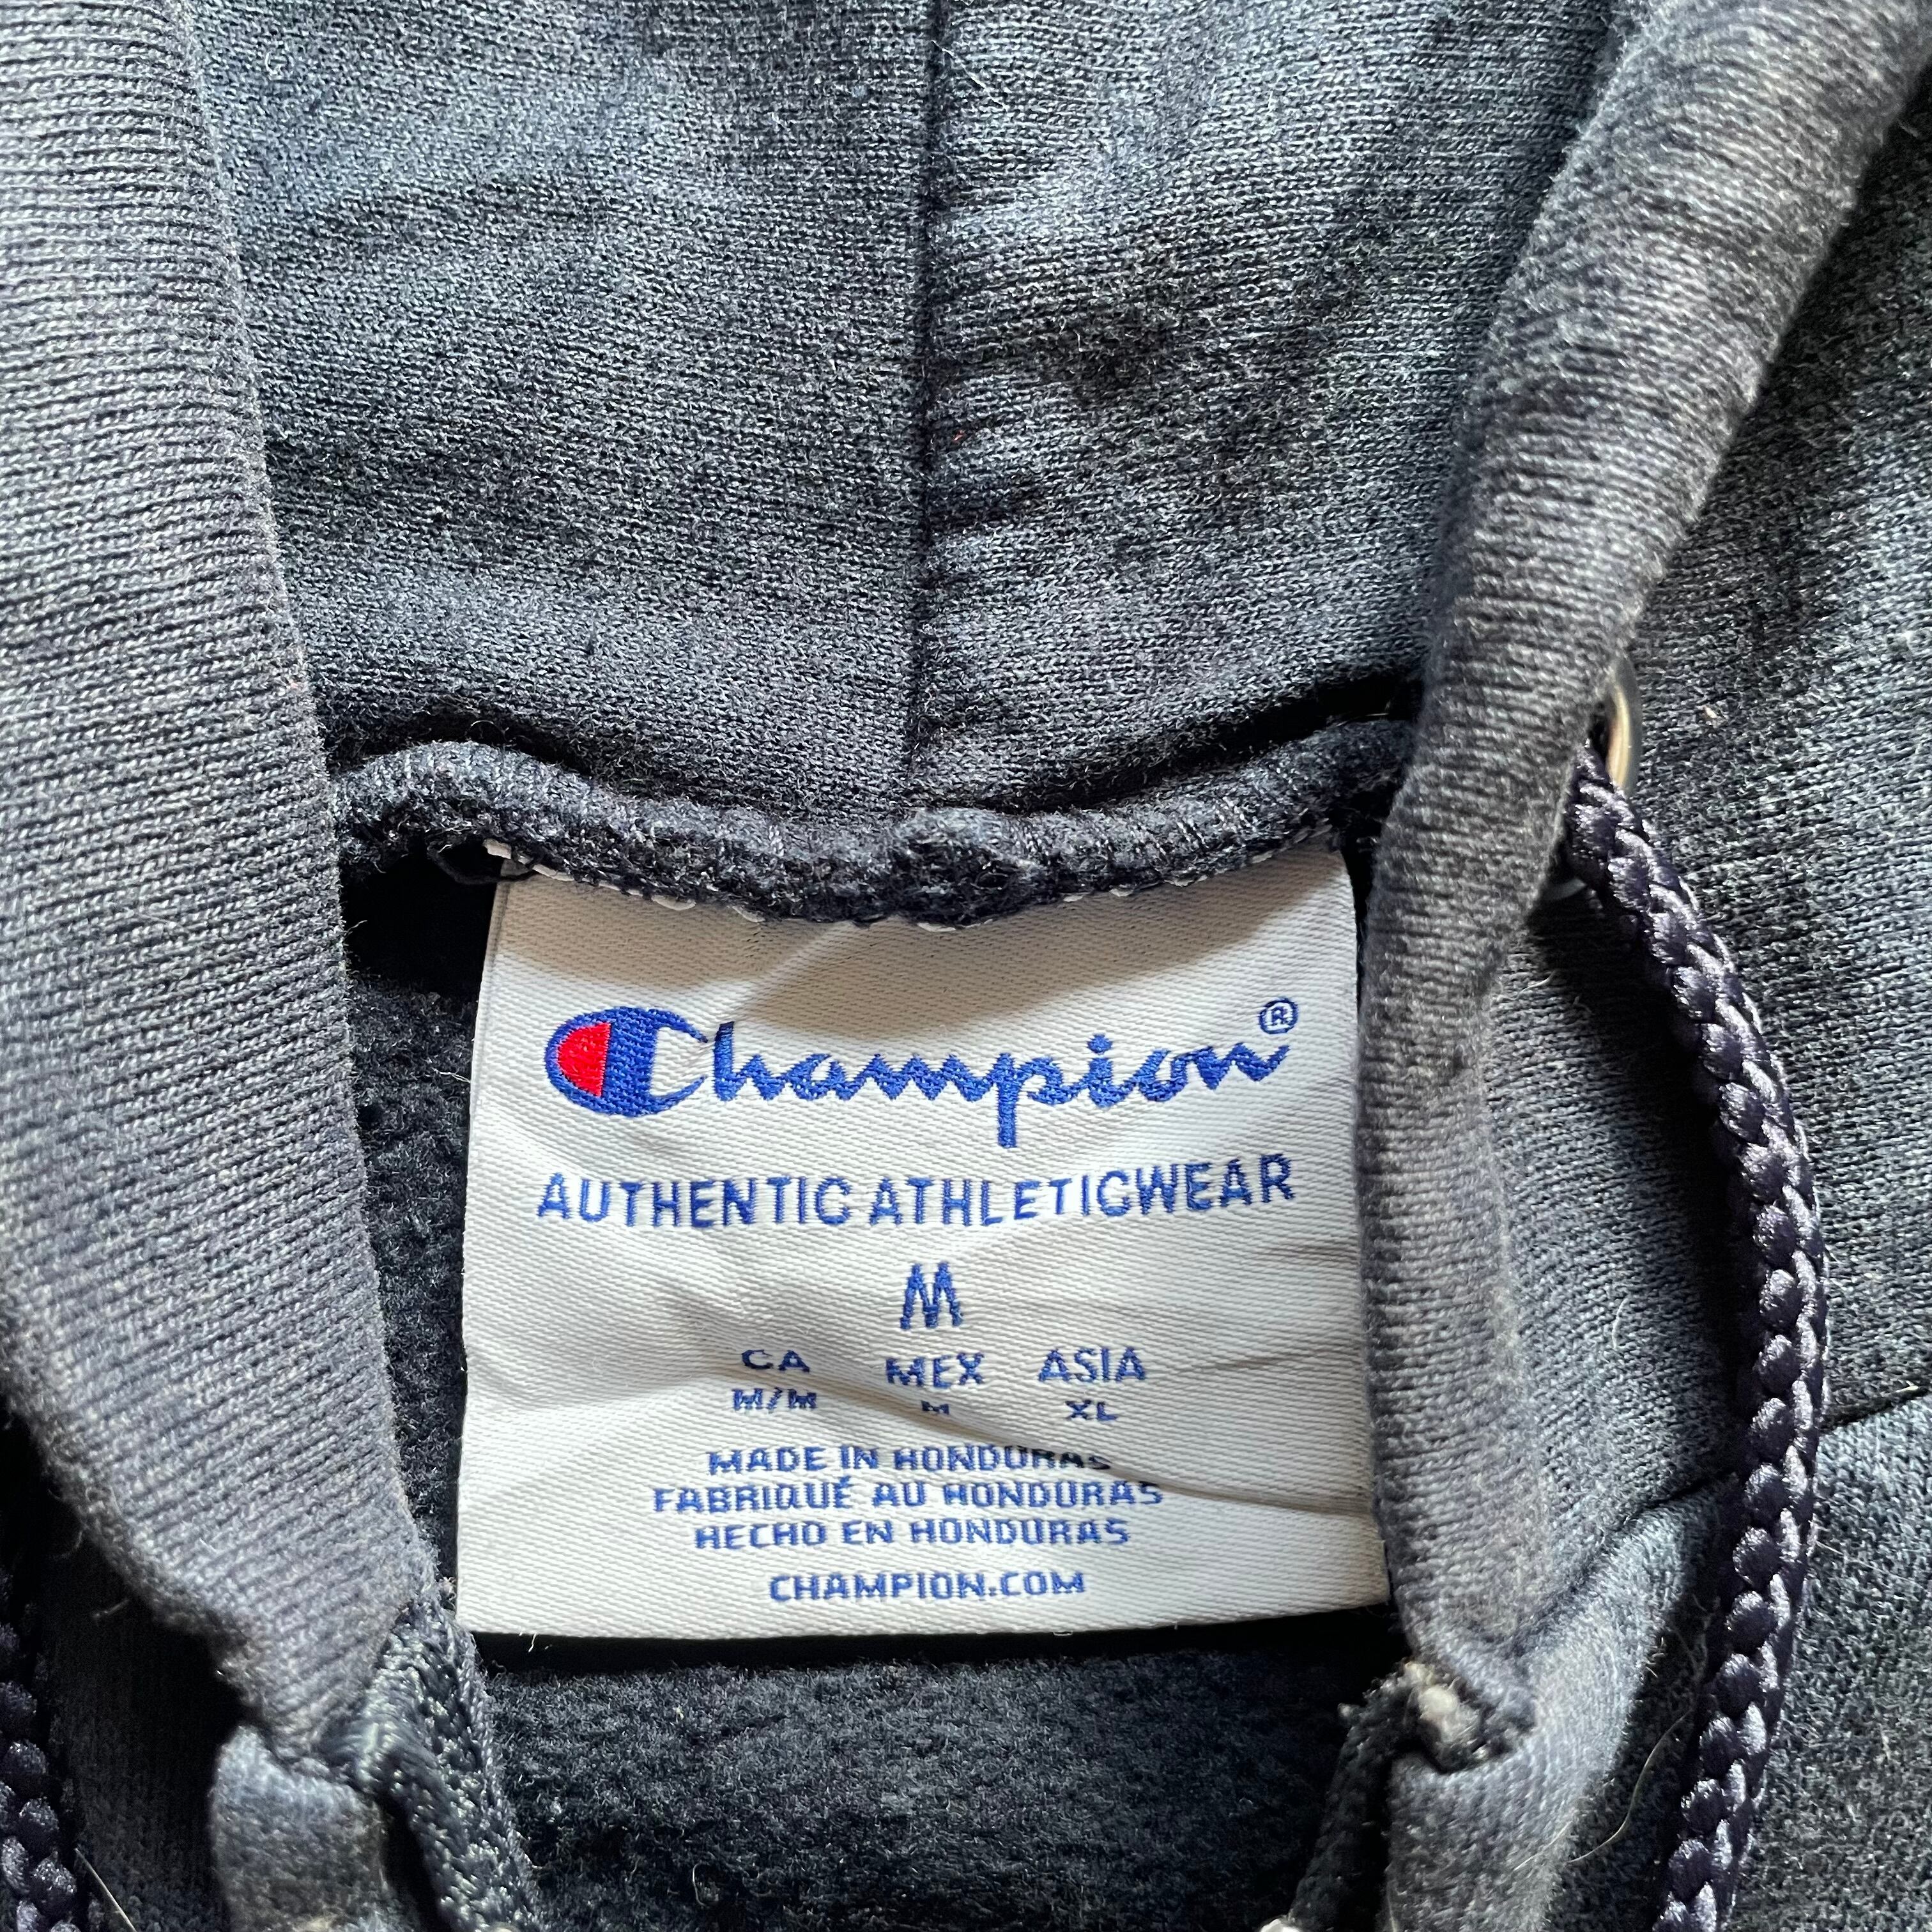 Champion®
AUTHENTIC ATHLETICWEAR
M
CA MEX ASIA
M/M M XL
MADE IN HONDURAS
FABRIQUÉ AU HONDURAS
HECHO EN HONDURAS
CHAMPION.COM